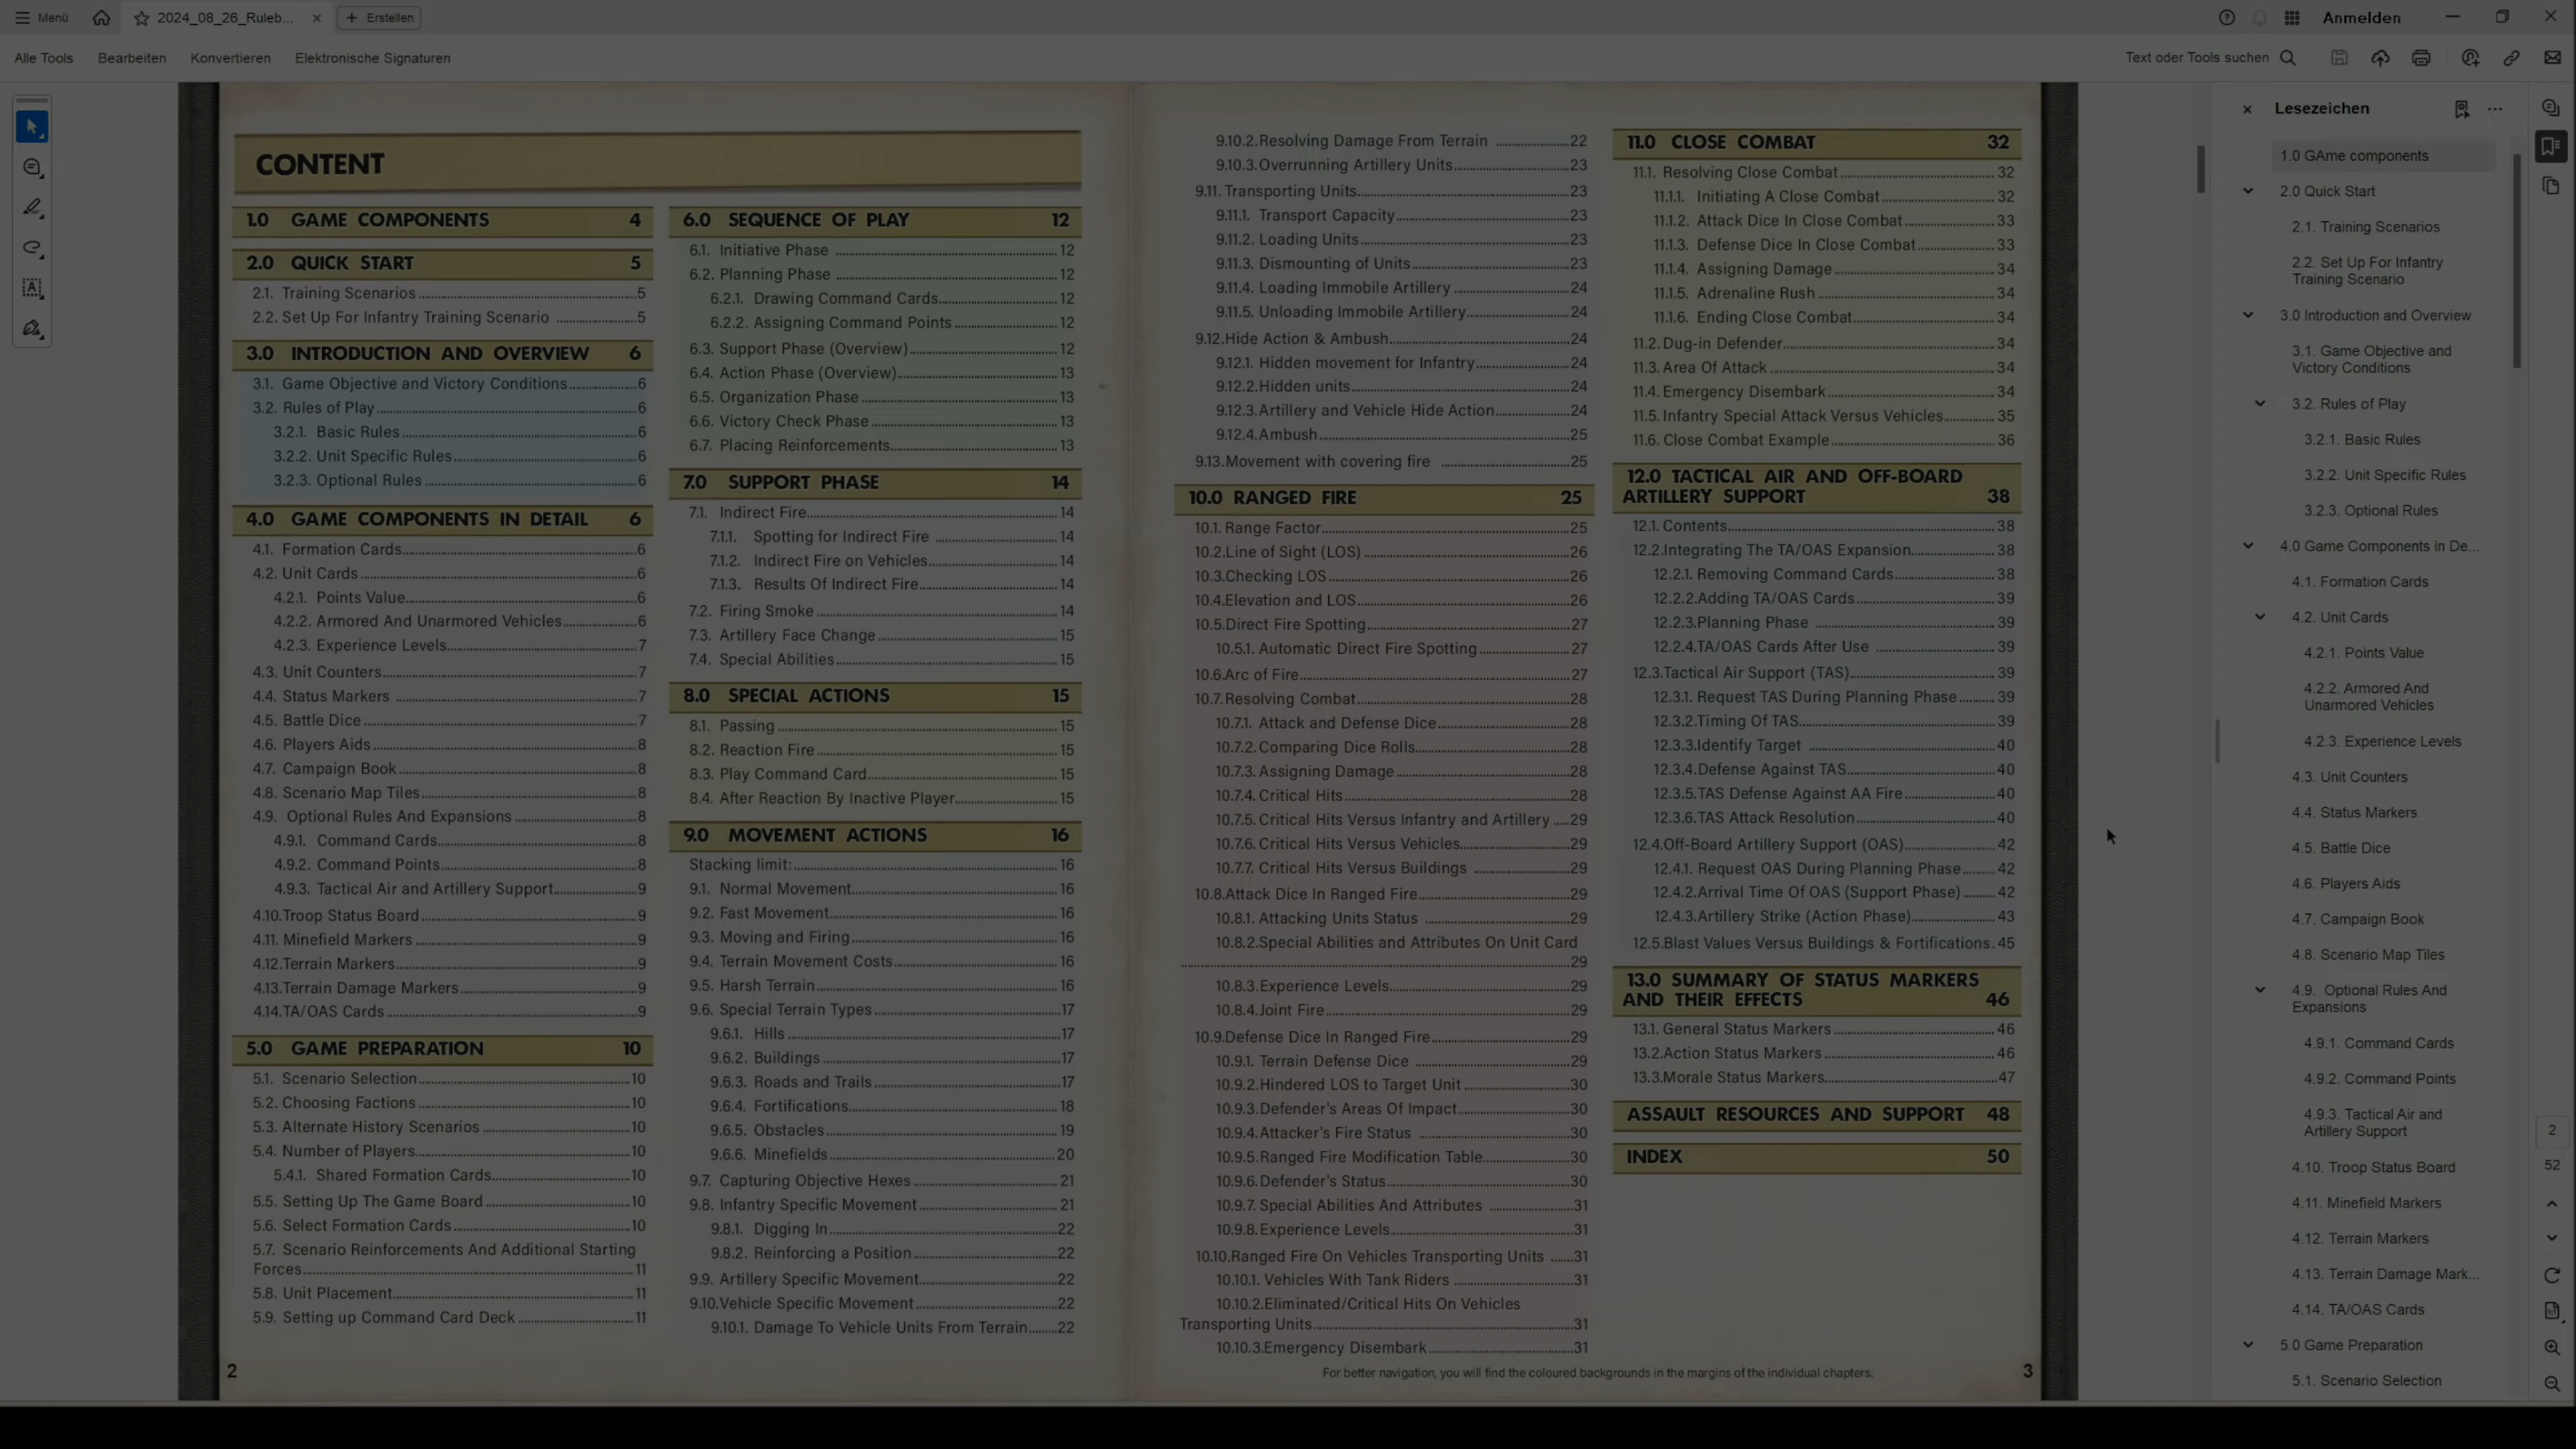 Menü
2024_08_26_Ruleb...
Erstellen
Anmelden
Alle Tools
Bearbeiten
Konvertieren
Elektronische Signaturen
Text oder Tools suchen
CONTENT
1.0 GAME COMPONENTS 4
2.0 QUICK START 5
2.1. Training Scenarios 5
2.2. Set Up For Infantry Training Scenario 5
3.0 INTRODUCTION AND OVERVIEW 6
3.1. Game Objective and Victory Conditions 6
3.2. Rules of Play 6
3.2.1. Basic Rules 6
3.2.2. Unit Specific Rules 6
3.2.3. Optional Rules 6
4.0 GAME COMPONENTS IN DETAIL 6
4.1. Formation Cards 6
4.2. Unit Cards 6
4.2.1. Points Value 6
4.2.2. Armored And Unarmored Vehicles 6
4.2.3. Experience Levels 7
4.3. Unit Counters 7
4.4. Status Markers 7
4.5. Battle Dice 7
4.6. Players Aids 8
4.7. Campaign Book 8
4.8. Scenario Map Tiles 8
4.9. Optional Rules And Expansions 8
4.9.1. Command Cards 8
4.9.2. Command Points 8
4.9.3. Tactical Air and Artillery Support 9
4.10.Troop Status Board 9
4.11. Minefield Markers 9
4.12.Terrain Markers 9
4.13.Terrain Damage Markers 9
4.14.TA/OAS Cards 9
5.0 GAME PREPARATION 10
5.1. Scenario Selection 10
5.2. Choosing Factions 10
5.3. Alternate History Scenarios 10
5.4. Number of Players 10
5.4.1. Shared Formation Cards 10
5.5. Setting Up The Game Board 10
5.6. Select Formation Cards 10
5.7. Scenario Reinforcements And Additional Starting
Forces 11
5.8. Unit Placement 11
5.9. Setting up Command Card Deck 11
2
6.0 SEQUENCE OF PLAY 12
6.1. Initiative Phase 12
6.2. Planning Phase 12
6.2.1. Drawing Command Cards 12
6.2.2. Assigning Command Points 12
6.3. Support Phase (Overview) 12
6.4. Action Phase (Overview) 13
6.5. Organization Phase 13
6.6. Victory Check Phase 13
6.7. Placing Reinforcements 13
7.0 SUPPORT PHASE 14
7.1. Indirect Fire 14
7.1.1. Spotting for Indirect Fire 14
7.1.2. Indirect Fire on Vehicles 14
7.1.3. Results Of Indirect Fire 14
7.2. Firing Smoke 14
7.3. Artillery Face Change 15
7.4. Special Abilities 15
8.0 SPECIAL ACTIONS 15
8.1. Passing 15
8.2. Reaction Fire 15
8.3. Play Command Card 15
8.4. After Reaction By Inactive Player 15
9.0 MOVEMENT ACTIONS 16
Stacking limit: 16
9.1. Normal Movement 16
9.2. Fast Movement 16
9.3. Moving and Firing 16
9.4. Terrain Movement Costs 16
9.5. Harsh Terrain 16
9.6. Special Terrain Types 17
9.6.1. Hills 17
9.6.2. Buildings 17
9.6.3. Roads and Trails 17
9.6.4. Fortifications 18
9.6.5. Obstacles 19
9.6.6. Minefields 20
9.7. Capturing Objective Hexes 21
9.8. Infantry Specific Movement 21
9.8.1. Digging In 22
9.8.2. Reinforcing a Position 22
9.9. Artillery Specific Movement 22
9.10.Vehicle Specific Movement 22
9.10.1. Damage To Vehicle Units From Terrain 22
9.10.2.Resolving Damage From Terrain 22
9.10.3.Overrunning Artillery Units 23
9.11. Transporting Units 23
9.11.1. Transport Capacity 23
9.11.2. Loading Units 23
9.11.3. Dismounting of Units 23
9.11.4. Loading Immobile Artillery 24
9.11.5. Unloading Immobile Artillery 24
9.12.Hide Action & Ambush 24
9.12.1. Hidden movement for Infantry 24
9.12.2.Hidden units 24
9.12.3.Artillery and Vehicle Hide Action 24
9.12.4.Ambush 25
9.13.Movement with covering fire 25
10.0 RANGED FIRE 25
10.1. Range Factor 25
10.2.Line of Sight (LOS) 26
10.3.Checking LOS 26
10.4.Elevation and LOS 26
10.5.Direct Fire Spotting 27
10.5.1. Automatic Direct Fire Spotting 27
10.6.Arc of Fire 27
10.7.Resolving Combat 28
10.7.1. Attack and Defense Dice 28
10.7.2.Comparing Dice Rolls 28
10.7.3. Assigning Damage 28
10.7.4. Critical Hits 28
10.7.5. Critical Hits Versus Infantry and Artillery 29
10.7.6. Critical Hits Versus Vehicles 29
10.7.7. Critical Hits Versus Buildings 29
10.8.Attack Dice In Ranged Fire 29
10.8.1. Attacking Units Status 29
10.8.2.Special Abilities and Attributes On Unit Card
29
10.8.3.Experience Levels 29
10.8.4.Joint Fire 29
10.9.Defense Dice In Ranged Fire 29
10.9.1. Terrain Defense Dice 29
10.9.2.Hindered LOS to Target Unit 30
10.9.3.Defender's Areas Of Impact 30
10.9.4.Attacker's Fire Status 30
10.9.5.Ranged Fire Modification Table 30
10.9.6.Defender's Status 30
10.9.7. Special Abilities And Attributes 31
10.9.8.Experience Levels 31
10.10.Ranged Fire On Vehicles Transporting Units 31
10.10.1. Vehicles With Tank Riders 31
10.10.2.Eliminated/Critical Hits On Vehicles
Transporting Units 31
10.10.3.Emergency Disembark 31
11.0 CLOSE COMBAT 32
11.1. Resolving Close Combat 32
11.1.1. Initiating A Close Combat 32
11.1.2. Attack Dice In Close Combat 33
11.1.3. Defense Dice In Close Combat 33
11.1.4. Assigning Damage 34
11.1.5. Adrenaline Rush 34
11.1.6. Ending Close Combat 34
11.2. Dug-in Defender 34
11.3. Area Of Attack 34
11.4. Emergency Disembark 34
11.5. Infantry Special Attack Versus Vehicles 35
11.6. Close Combat Example 36
12.0 TACTICAL AIR AND OFF-BOARD
ARTILLERY SUPPORT 38
12.1. Contents 38
12.2.Integrating The TA/OAS Expansion 38
12.2.1. Removing Command Cards 38
12.2.2.Adding TA/OAS Cards 39
12.2.3.Planning Phase 39
12.2.4.TA/OAS Cards After Use 39
12.3.Tactical Air Support (TAS) 39
12.3.1. Request TAS During Planning Phase 39
12.3.2.Timing Of TAS 39
12.3.3.Identify Target 40
12.3.4.Defense Against TAS 40
12.3.5.TAS Defense Against AA Fire 40
12.3.6.TAS Attack Resolution 40
12.4.Off-Board Artillery Support (OAS) 42
12.4.1. Request OAS During Planning Phase 42
12.4.2.Arrival Time Of OAS (Support Phase) 42
12.4.3.Artillery Strike (Action Phase) 43
12.5.Blast Values Versus Buildings & Fortifications 45
13.0 SUMMARY OF STATUS MARKERS
AND THEIR EFFECTS 46
13.1. General Status Markers 46
13.2.Action Status Markers 46
13.3.Morale Status Markers 47
ASSAULT RESOURCES AND SUPPORT 48
INDEX 50
For better navigation, you will find the coloured backgrounds in the margins of the individual chapters.
3
Lesezeichen
1.0 GAme components
2.0 Quick Start
2.1. Training Scenarios
2.2. Set Up For Infantry
Training Scenario
3.0 Introduction and Overview
3.1. Game Objective and
Victory Conditions
3.2. Rules of Play
3.2.1. Basic Rules
3.2.2. Unit Specific Rules
3.2.3. Optional Rules
4.0 Game Components in De...
4.1. Formation Cards
4.2. Unit Cards
4.2.1. Points Value
4.2.2. Armored And
Unarmored Vehicles
4.2.3. Experience Levels
4.3. Unit Counters
4.4. Status Markers
4.5. Battle Dice
4.6. Players Aids
4.7. Campaign Book
4.8. Scenario Map Tiles
4.9. Optional Rules And
Expansions
4.9.1. Command Cards
4.9.2. Command Points
4.9.3. Tactical Air and
Artillery Support
4.10. Troop Status Board
4.11. Minefield Markers
4.12. Terrain Markers
4.13. Terrain Damage Mark...
4.14. TA/OAS Cards
5.0 Game Preparation
5.1. Scenario Selection
2
52